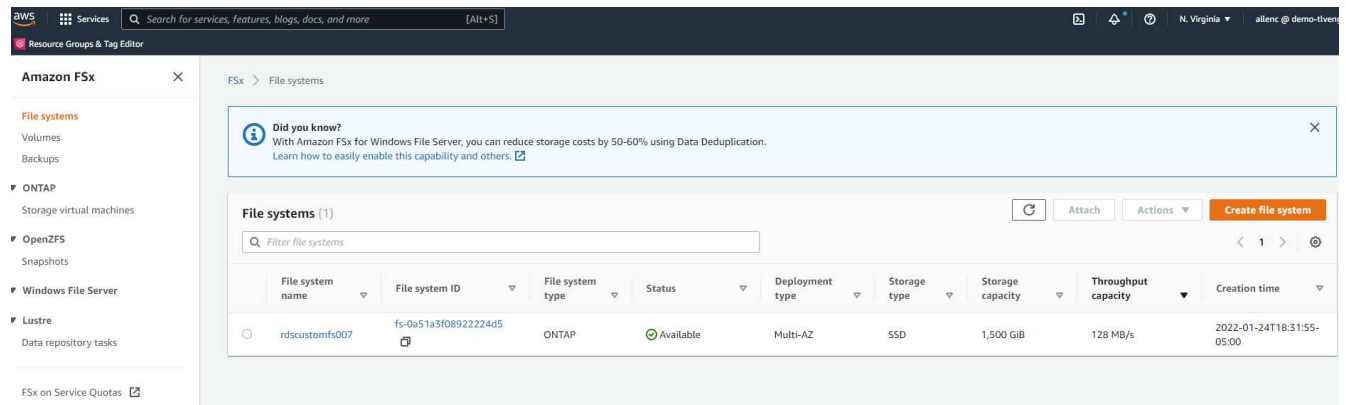 aws
Services
Search for services, features, blogs, docs, and more
[Alt+S]
N. Virginia
allenc @ demo-tlveng
Resource Groups & Tag Editor
Amazon FSx
File systems
Volumes
Backups
ONTAP
Storage virtual machines
OpenZFS
Snapshots
Windows File Server
Lustre
Data repository tasks
FSx on Service Quotas
FSx > File systems
Did you know?
With Amazon FSx for Windows File Server, you can reduce storage costs by 50-60% using Data Deduplication.
Learn how to easily enable this capability and others.
File systems (1)
Attach
Actions
Create file system
Filter file systems
1
File system name
File system ID
File system type
Status
Deployment type
Storage type
Storage capacity
Throughput capacity
Creation time
rdscustomfs007
fs-0a51a3f08922224d5
ONTAP
Available
Multi-AZ
SSD
1,500 GiB
128 MB/s
2022-01-24T18:31:55-05:00